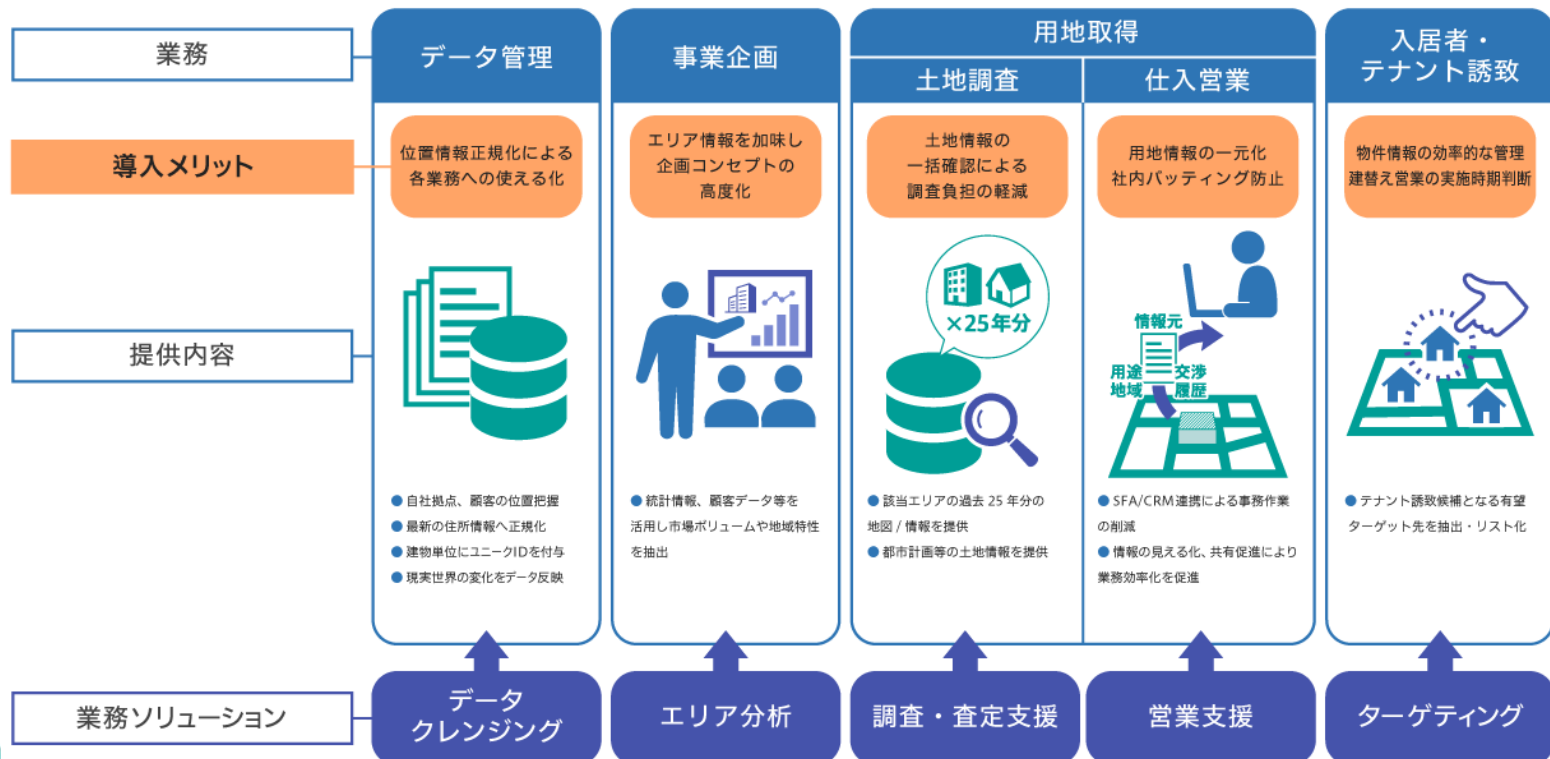 業務
データ管理
事業企画
用地取得
土地調査
仕入営業
入居者・
テナント誘致
導入メリット
位置情報正規化による
各業務への使える化
エリア情報を加味し
企画コンセプトの
高度化
土地情報の
一括確認による
調査負担の軽減
用地情報の一元化
社内バッティング防止
物件情報の効率的な管理
建替え営業の実施時期判断
提供内容
×25年分
情報元
用途
地域
交渉
履歴
● 自社拠点、顧客の位置把握
● 最新の住所情報へ正規化
● 建物単位にユニークIDを付与
● 現実世界の変化をデータ反映
● 統計情報、顧客データ等を
活用し市場ボリュームや地域特性
を抽出
● 該当エリアの過去 25 年分の
地図 / 情報を提供
● 都市計画等の土地情報を提供
● SFA/CRM連携による事務作業
の削減
● 情報の見える化、共有促進により
業務効率化を促進
● テナント誘致候補となる有望
ターゲット先を抽出・リスト化
業務ソリューション
データ
クレンジング
エリア分析
調査・査定支援
営業支援
ターゲティング